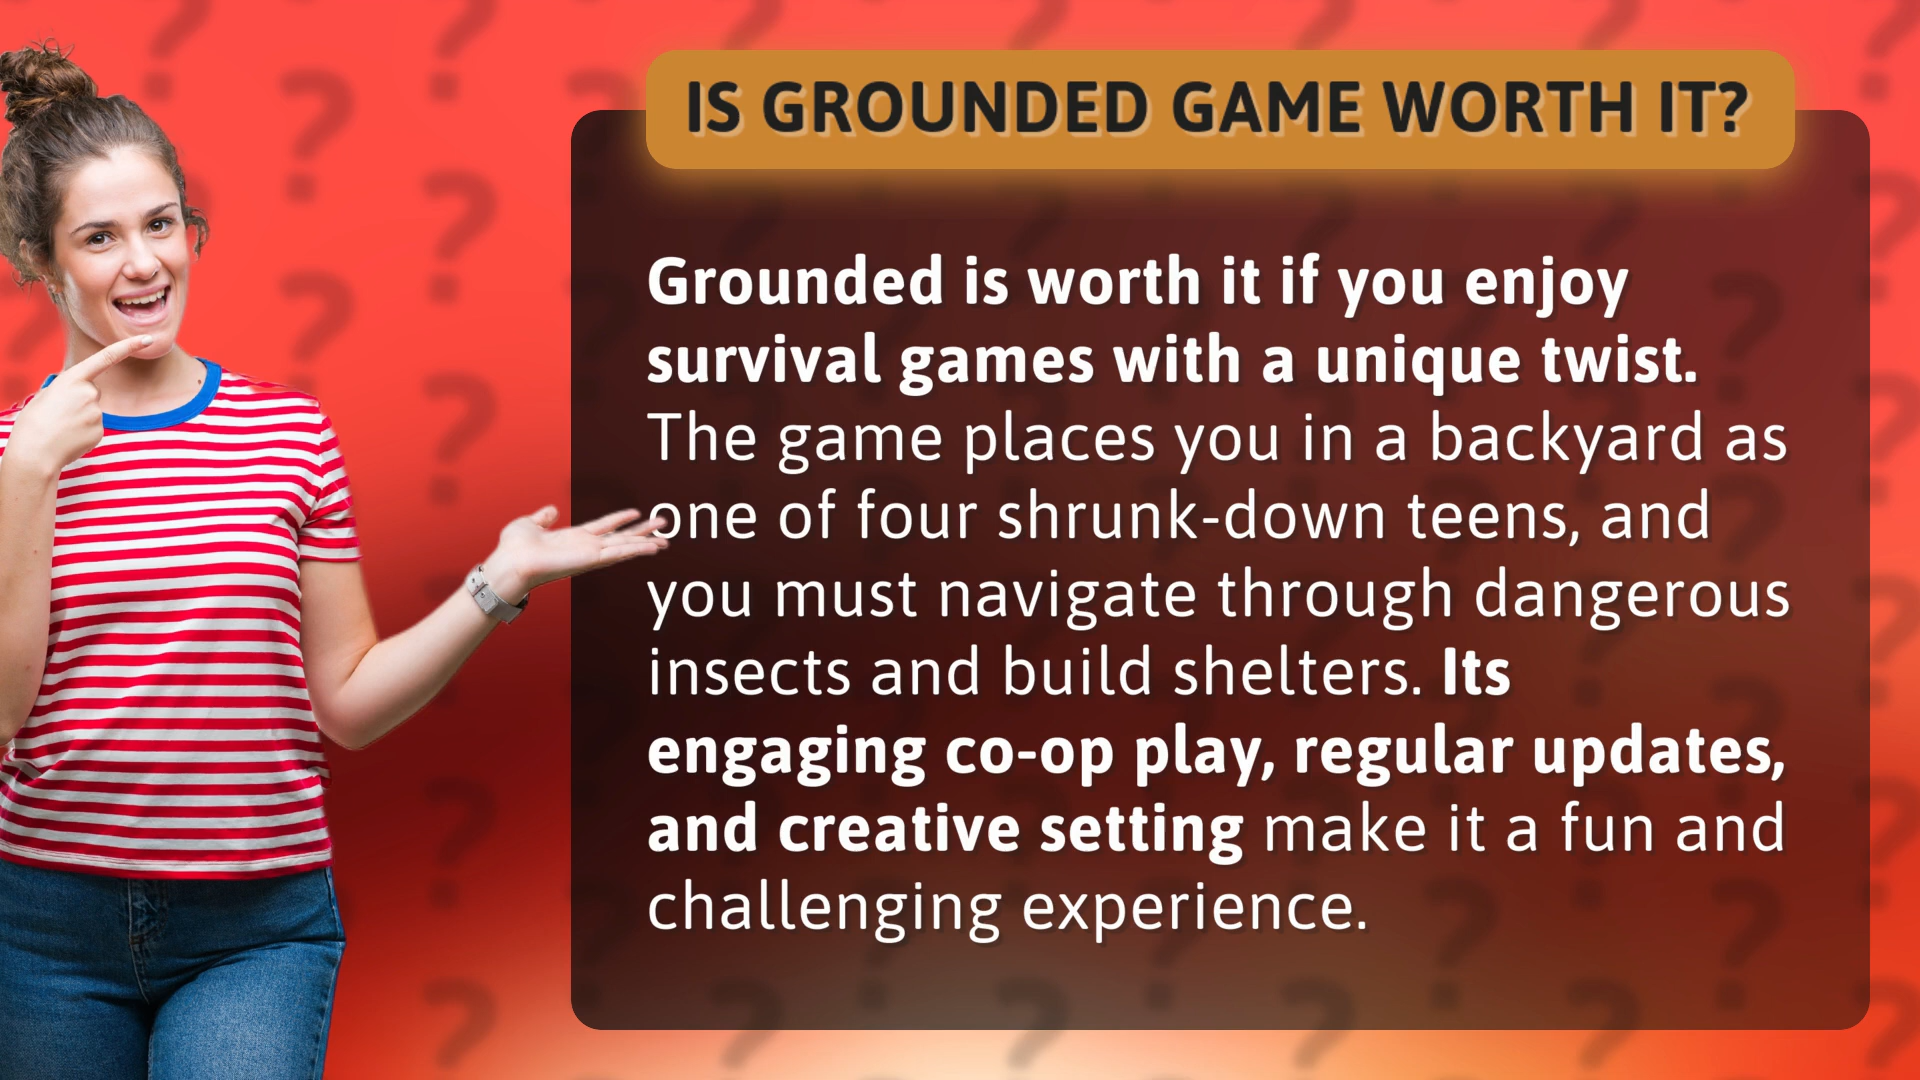 IS GROUNDED GAME WORTH IT?
Grounded is worth it if you enjoy
survival games with a unique twist.
The game places you in a backyard as
one of four shrunk-down teens, and
you must navigate through dangerous
insects and build shelters. Its
engaging co-op play, regular updates,
and creative setting make it a fun and
challenging experience.